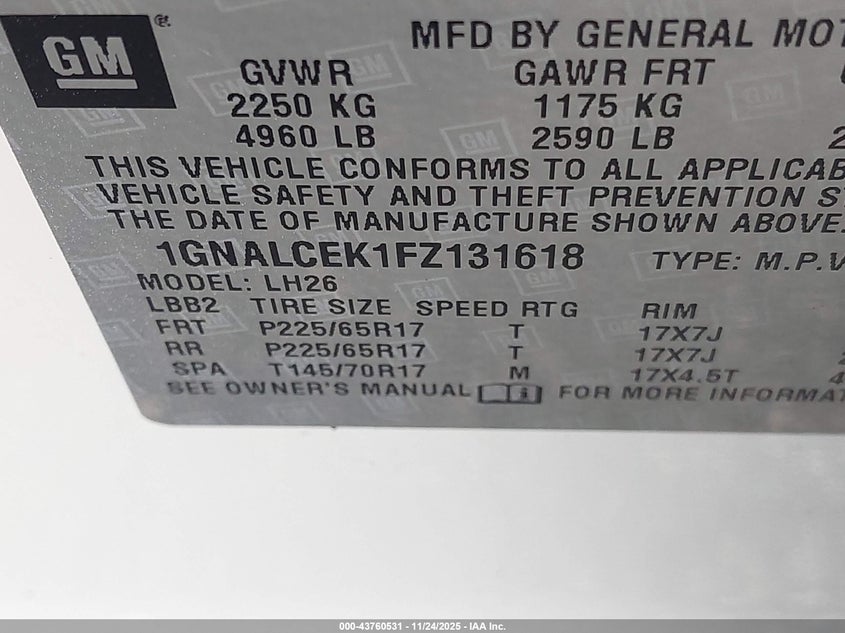 GM
MFD BY GENERAL
GVWR GAWR FRT
2250 KG 1175 KG
4960 LB 2590 LB
THIS VEHICLE CONFORMS TO ALL
VEHICLE SAFETY AND THEFT PREVENTION
THE DATE OF MANUFACTURE SHOWN ABOVE.
1GNALCEK1FZ131618 TYPE: M.P.V
MODEL: LH26
LBB2 TIRE SIZE SPEED RTG RIM
FRT P225/65R17 T 17X7J
RR P225/65R17 T 17X7J
SPA T145/70R17 M 17X4.5T
SEE OWNER'S MANUAL FOR MORE
000-43760531 - 11/24/2025 - IAA Inc.